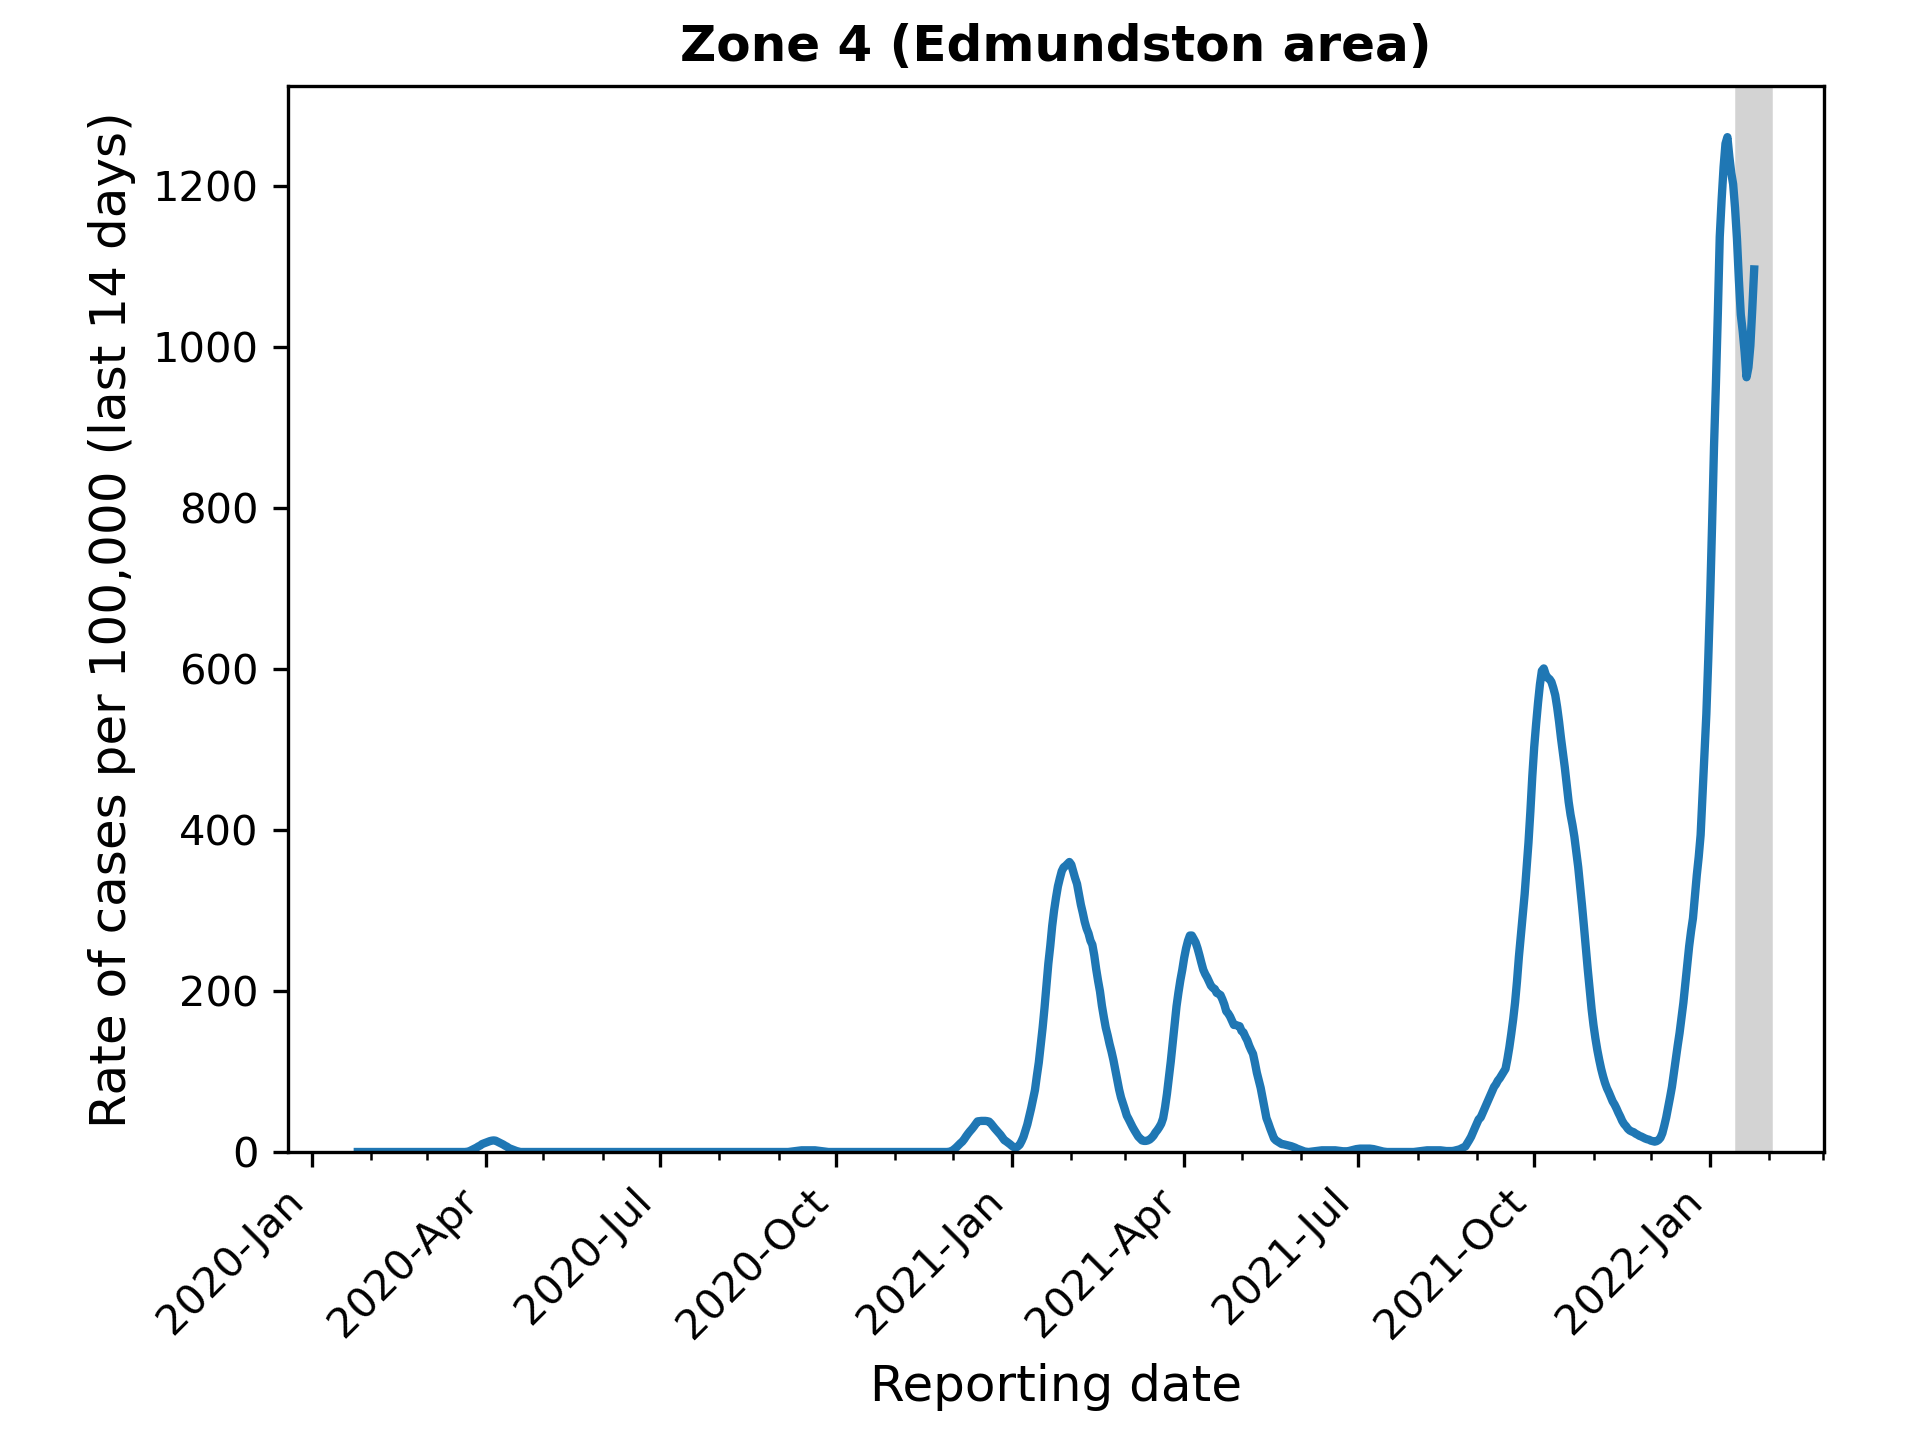 Zone 4 (Edmundston area)
Rate of cases per 100,000 (last 14 days)
1200
1000
800
600
400
200
0
2020-Jan
2020-Apr
2020-Jul
2020-Oct
2021-Jan
2021-Apr
2021-Jul
2021-Oct
2022-Jan
Reporting date